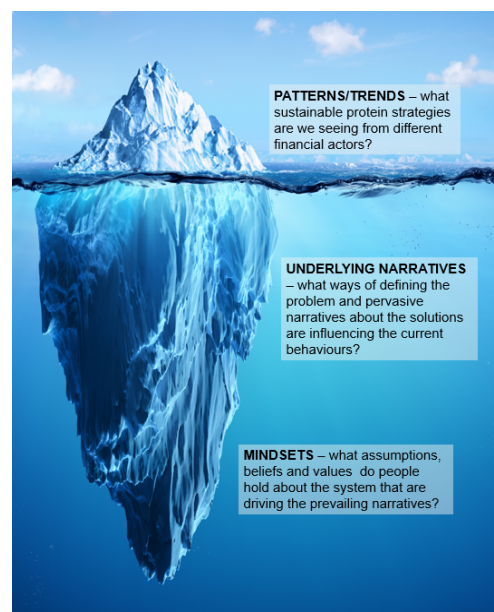 PATTERNS/TRENDS – what
sustainable protein strategies
are we seeing from different
financial actors?
UNDERLYING NARRATIVES
– what ways of defining the
problem and pervasive
narratives about the solutions
are influencing the current
behaviours?
MINDSETS – what assumptions,
beliefs and values  do people
hold about the system that are
driving the prevailing narratives?